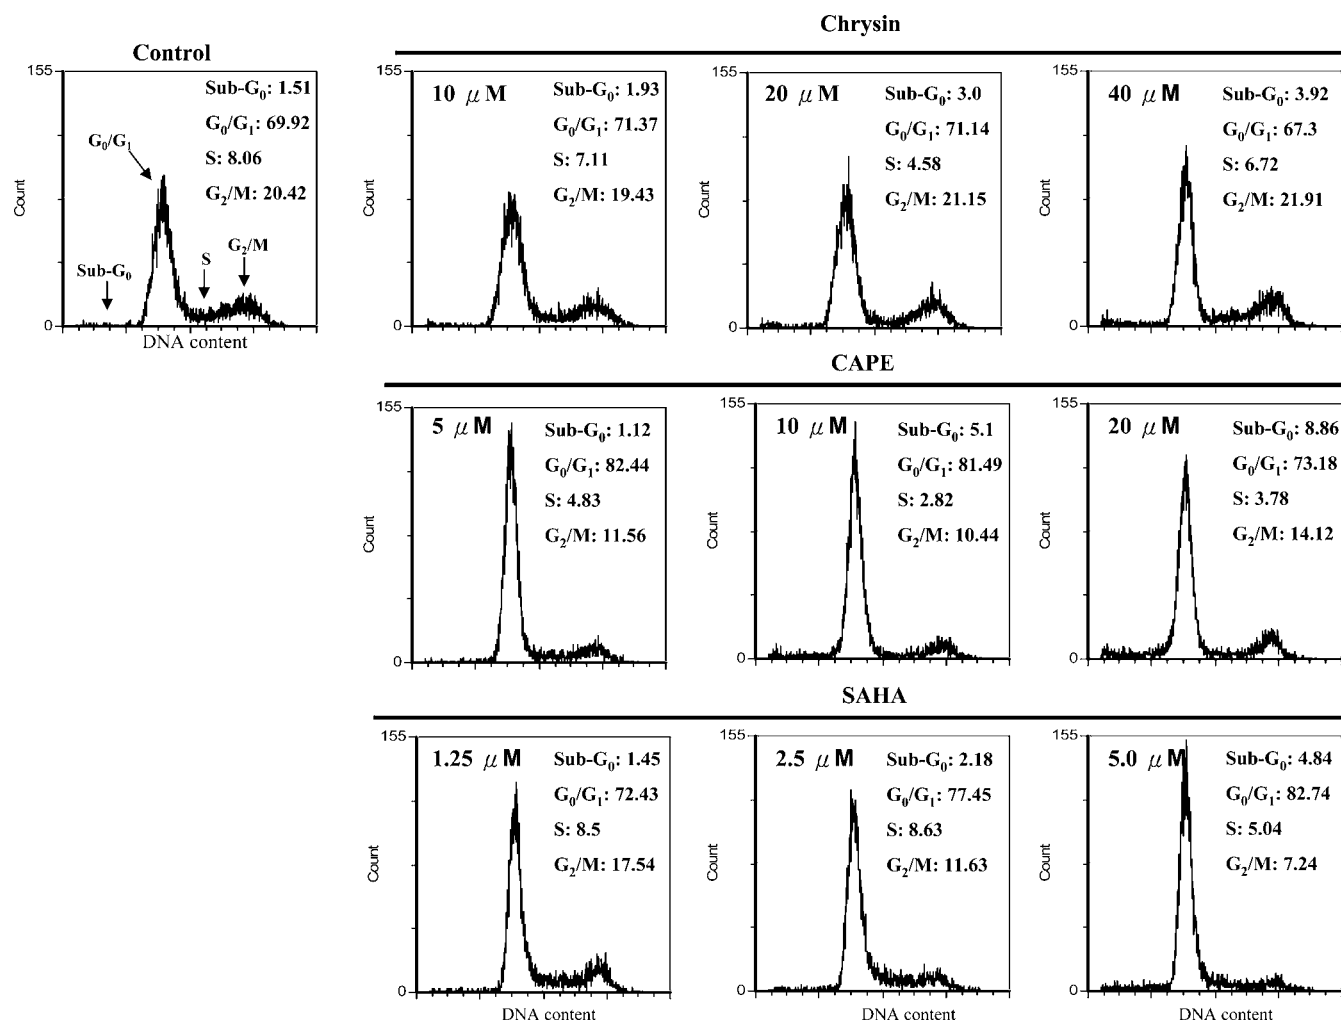 Chrysin
Control
155
Sub-G₀: 1.51
G₀/G₁: 69.92
S: 8.06
G₂/M: 20.42
G₀/G₁
Sub-G₀
S
G₂/M
Count
0
DNA content
155
10 μM
Sub-G₀: 1.93
G₀/G₁: 71.37
S: 7.11
G₂/M: 19.43
Count
0
155
20 μM
Sub-G₀: 3.0
G₀/G₁: 71.14
S: 4.58
G₂/M: 21.15
Count
0
155
40 μM
Sub-G₀: 3.92
G₀/G₁: 67.3
S: 6.72
G₂/M: 21.91
Count
0
CAPE
155
5 μM
Sub-G₀: 1.12
G₀/G₁: 82.44
S: 4.83
G₂/M: 11.56
Count
0
155
10 μM
Sub-G₀: 5.1
G₀/G₁: 81.49
S: 2.82
G₂/M: 10.44
Count
0
155
20 μM
Sub-G₀: 8.86
G₀/G₁: 73.18
S: 3.78
G₂/M: 14.12
Count
0
SAHA
155
1.25 μM
Sub-G₀: 1.45
G₀/G₁: 72.43
S: 8.5
G₂/M: 17.54
Count
0
DNA content
155
2.5 μM
Sub-G₀: 2.18
G₀/G₁: 77.45
S: 8.63
G₂/M: 11.63
Count
0
DNA content
155
5.0 μM
Sub-G₀: 4.84
G₀/G₁: 82.74
S: 5.04
G₂/M: 7.24
Count
0
DNA content